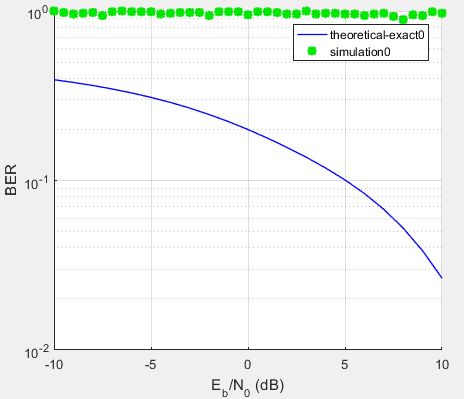 10^0
theoretical-exact0
simulation0
BER
10^-1
10^-2
-10 -5 0 5 10
E_b/N_0 (dB)